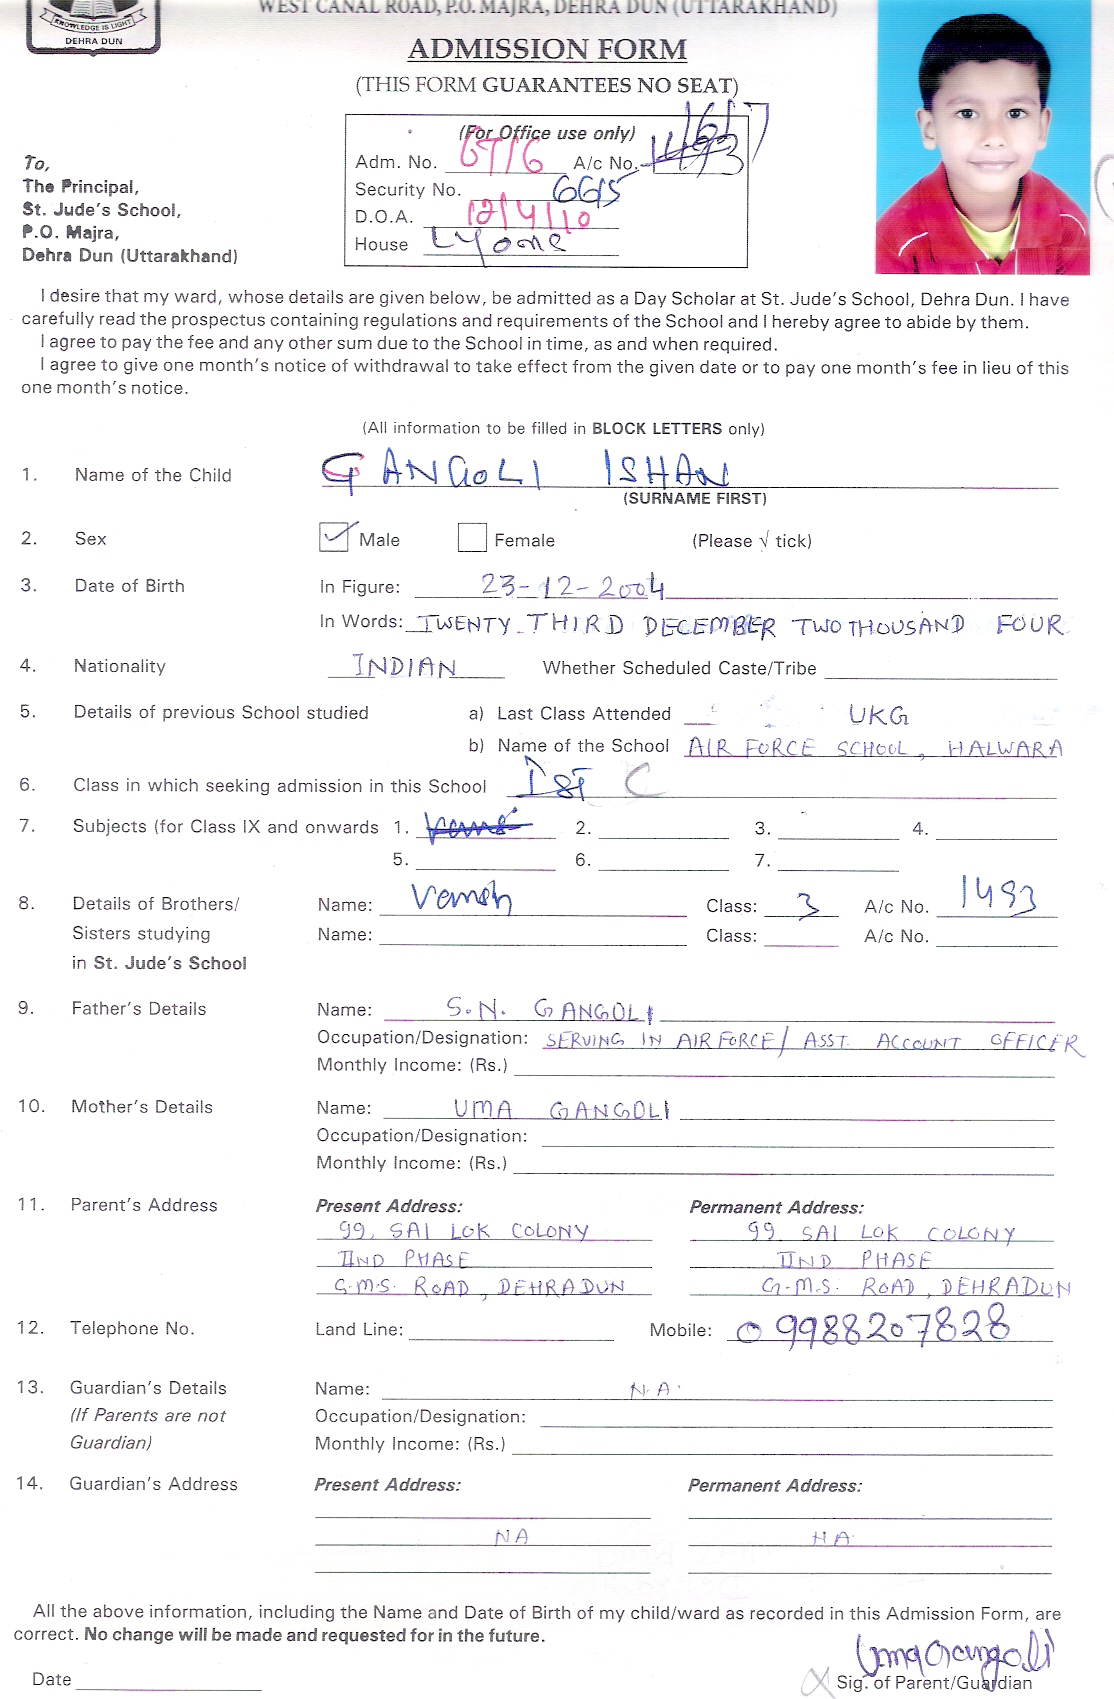 WEST CANAL ROAD, P.O. MAJRA, DEHRA DUN (UTTARAKHAND)
KNOWLEDGE IS LIGHT
DEHRA DUN
ADMISSION FORM
(THIS FORM GUARANTEES NO SEAT)
(For Office use only)
Adm. No. 6716 A/c No. 1493 1617
Security No. 6615
D.O.A. 12/4/10
House
To,
The Principal,
St. Jude's School,
P.O. Majra,
Dehra Dun (Uttarakhand)
I desire that my ward, whose details are given below, be admitted as a Day Scholar at St. Jude's School, Dehra Dun. I have
carefully read the prospectus containing regulations and requirements of the School and I hereby agree to abide by them.
I agree to pay the fee and any other sum due to the School in time, as and when required.
I agree to give one month's notice of withdrawal to take effect from the given date or to pay one month's fee in lieu of this
one month's notice.
(All information to be filled in BLOCK LETTERS only)
1. Name of the Child GANGOLI ISHAN
(SURNAME FIRST)
2. Sex Male Female (Please √ tick)
3. Date of Birth In Figure: 23-12-2004
In Words: TWENTY THIRD DECEMBER TWO THOUSAND FOUR
4. Nationality INDIAN Whether Scheduled Caste/Tribe
5. Details of previous School studied a) Last Class Attended UKG
b) Name of the School AIR FORCE SCHOOL, HALWARA
6. Class in which seeking admission in this School IST C
7. Subjects (for Class IX and onwards 1. 2. 3. 4.
5. 6. 7.
8. Details of Brothers/ Name: Vansh Class: 3 A/c No. 1493
Sisters studying Name: Class: A/c No.
in St. Jude's School
9. Father's Details Name: S.N. GANGOLI
Occupation/Designation: SERVING IN AIR FORCE/ ASST. ACCOUNT OFFICER
Monthly Income: (Rs.)
10. Mother's Details Name: UMA GANGOLI
Occupation/Designation:
Monthly Income: (Rs.)
11. Parent's Address Present Address: Permanent Address:
99, SAI LOK COLONY 99 SAI LOK COLONY
IIND PHASE IIND PHASE
G.M.S. ROAD, DEHRADUN G.M.S. ROAD, DEHRADUN
12. Telephone No. Land Line: Mobile: 09988207828
13. Guardian's Details Name: N.A.
(If Parents are not Occupation/Designation:
Guardian) Monthly Income: (Rs.)
14. Guardian's Address Present Address: Permanent Address:
NA NA
All the above information, including the Name and Date of Birth of my child/ward as recorded in this Admission Form, are
correct. No change will be made and requested for in the future.
Uma Gangoli
Date Sig. of Parent/Guardian